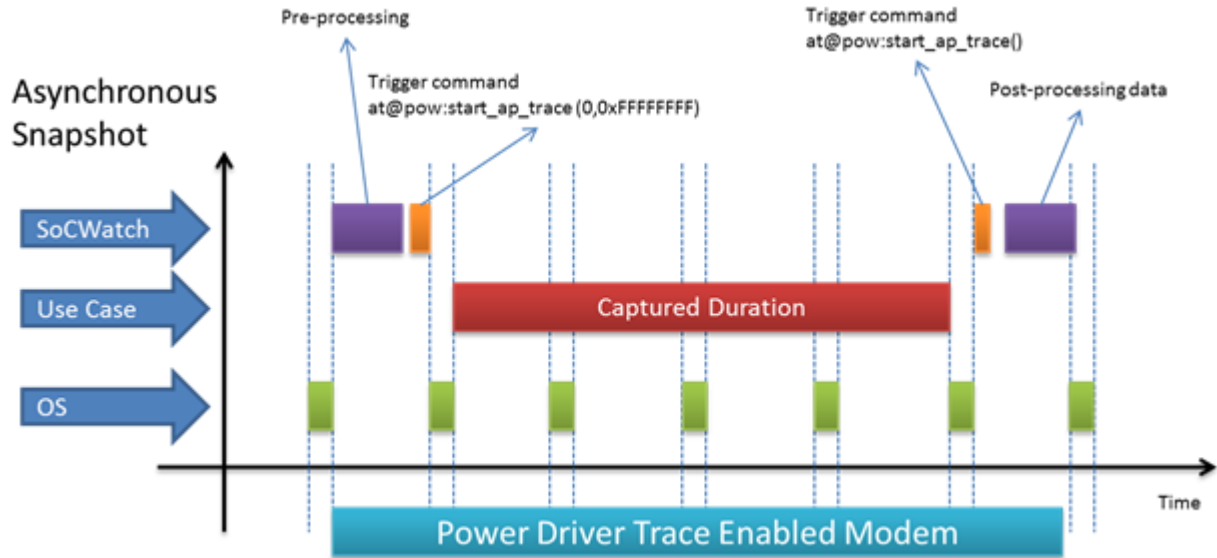 Pre-processing
Trigger command
at@pow:start_ap_trace()
Trigger command
at@pow:start_ap_trace (0,0xFFFFFFFF)
Post-processing data
Asynchronous
Snapshot
SoCWatch
Use Case
Captured Duration
OS
Time
Power Driver Trace Enabled Modem